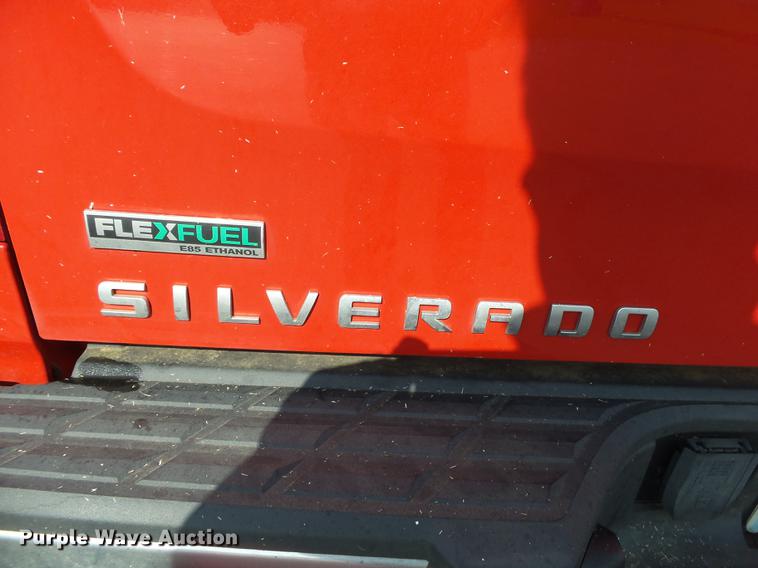 FLEXFUEL
E85 ETHANOL
SILVERADO
Purple Wave Auction